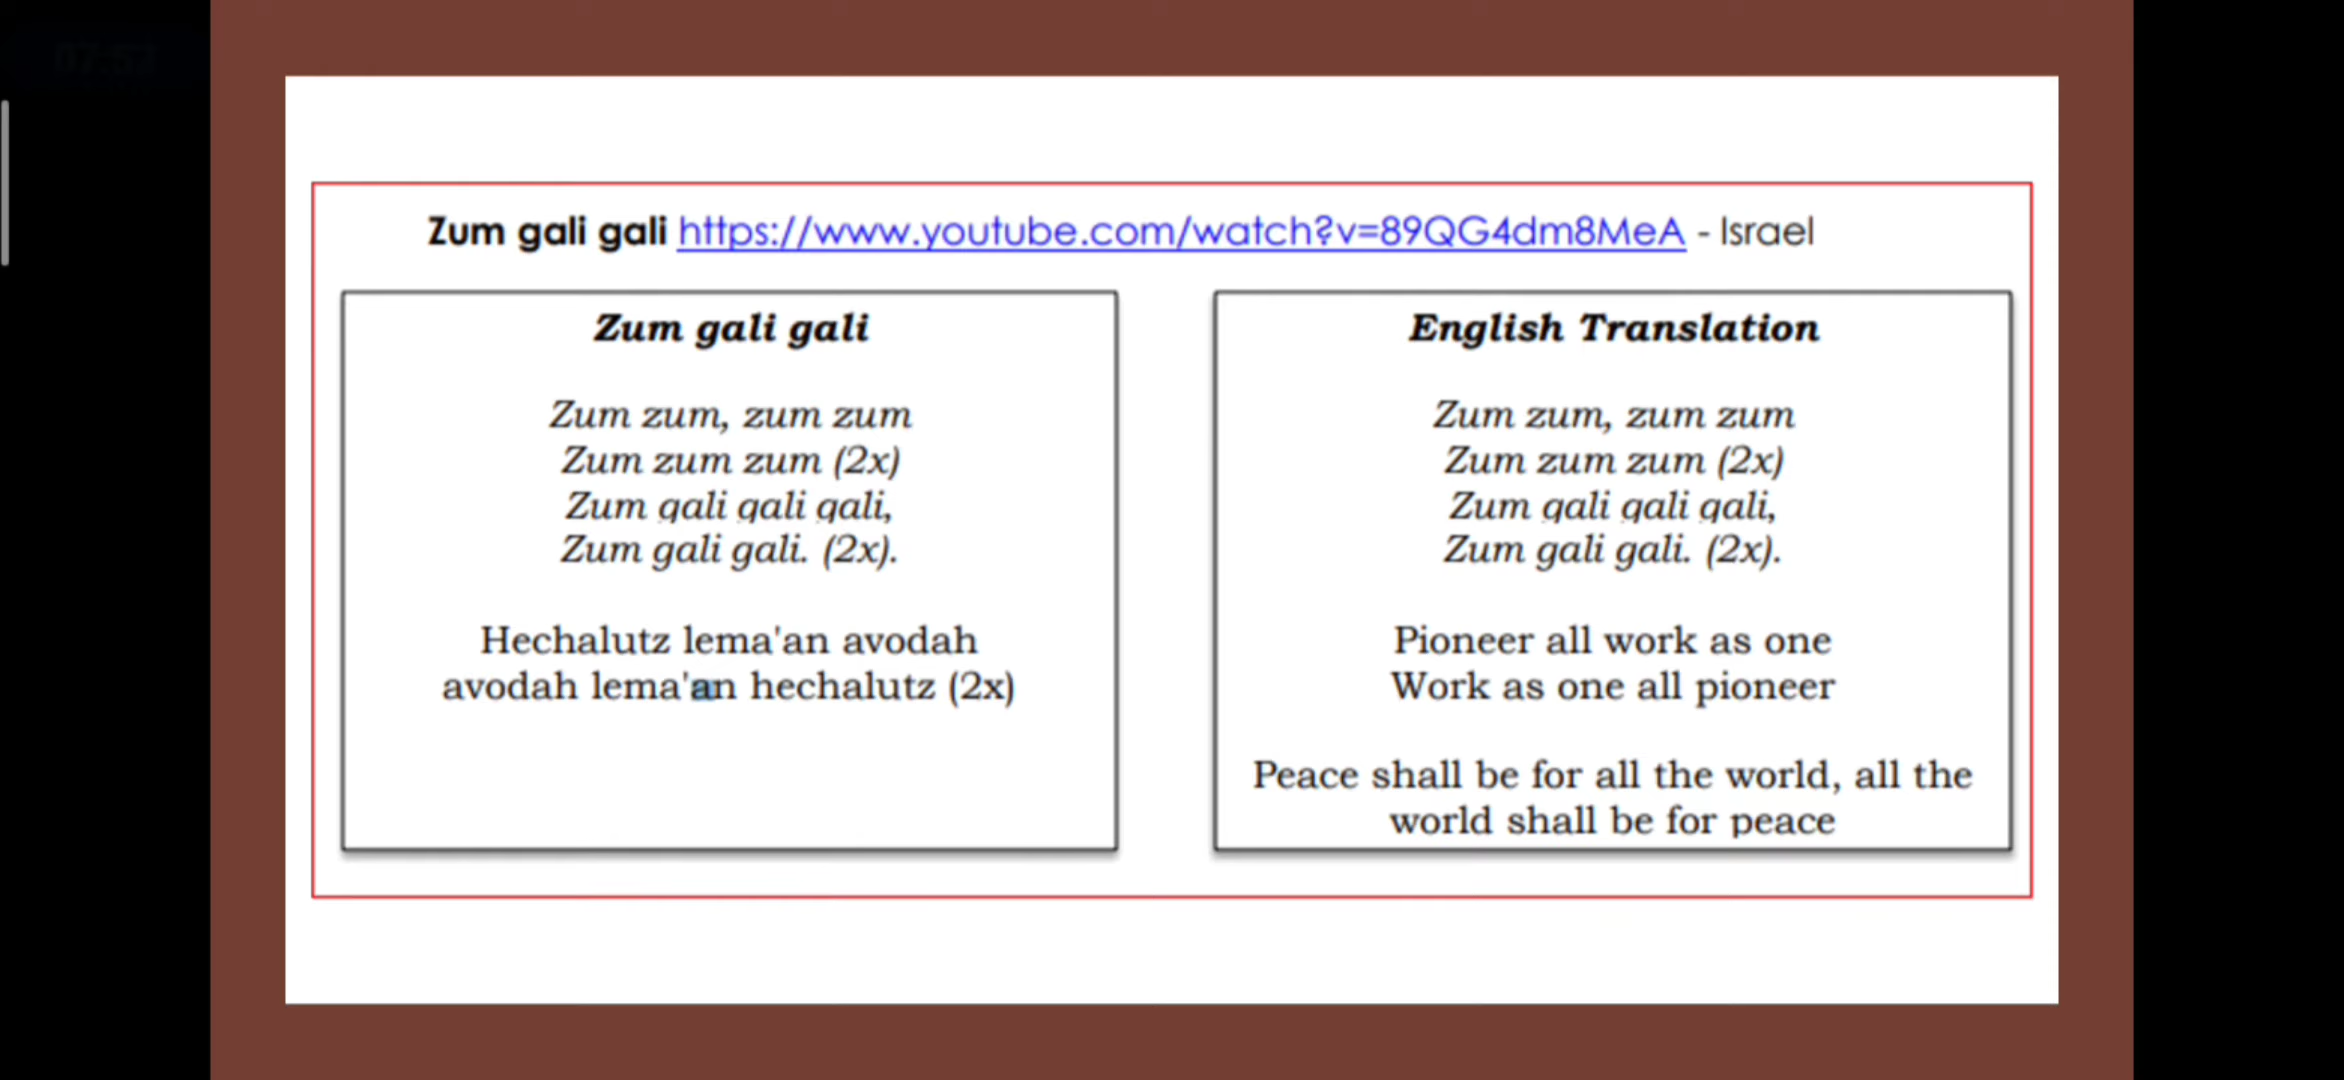 Zum gali gali https://www.youtube.com/watch?v=89QG4dm8MeA - Israel
Zum gali gali
Zum zum, zum zum
Zum zum zum (2x)
Zum gali gali gali,
Zum gali gali. (2x).
Hechalutz lema'an avodah
avodah lema'an hechalutz (2x)
English Translation
Zum zum, zum zum
Zum zum zum (2x)
Zum gali gali gali,
Zum gali gali. (2x).
Pioneer all work as one
Work as one all pioneer
Peace shall be for all the world, all the
world shall be for peace